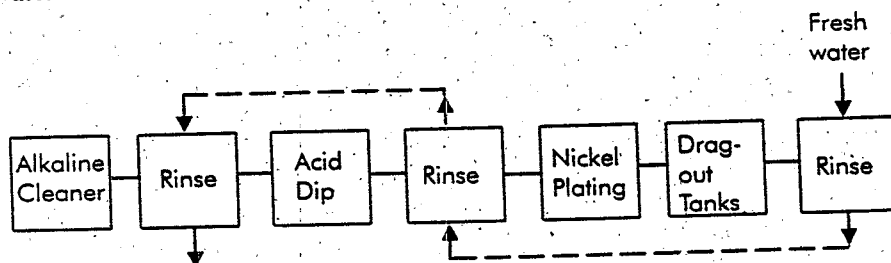 Fresh
water
Alkaline
Cleaner
Rinse
Acid
Dip
Rinse
Nickel
Plating
Drag-
out
Tanks
Rinse